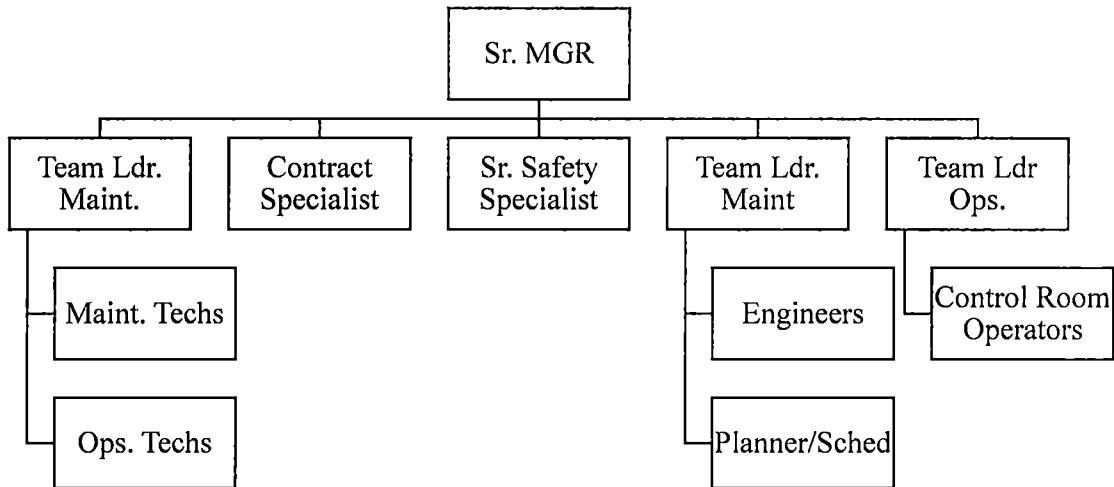 Sr. MGR
Team Ldr.
Maint.
Contract
Specialist
Sr. Safety
Specialist
Team Ldr.
Maint
Team Ldr
Ops.
Maint. Techs
Engineers
Control Room
Operators
Ops. Techs
Planner/Sched